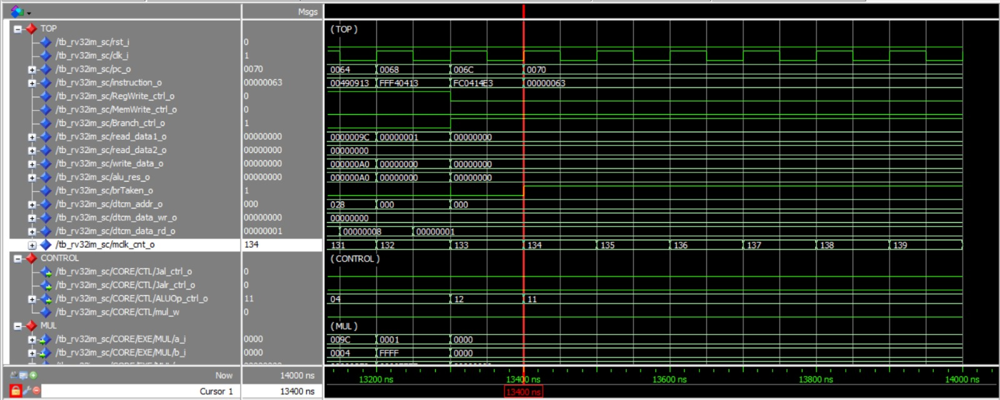 Msgs
TOP (TOP)
/tb_rv32im_sc/rst_i 0
/tb_rv32im_sc/clk_i 1
/tb_rv32im_sc/pc_o 0070 0064 0068 006C 0070
/tb_rv32im_sc/instruction_o 00000063 00490913 FFF40413 FC0414E3 00000063
/tb_rv32im_sc/RegWrite_ctrl_o 0
/tb_rv32im_sc/MemWrite_ctrl_o 0
/tb_rv32im_sc/Branch_ctrl_o 1
/tb_rv32im_sc/read_data1_o 00000000 0000009C 00000001 00000000
/tb_rv32im_sc/read_data2_o 00000000 00000000
/tb_rv32im_sc/write_data_o 00000000 000000A0 00000000 00000000
/tb_rv32im_sc/alu_res_o 00000000 000000A0 00000000 00000000
/tb_rv32im_sc/brTaken_o 1
/tb_rv32im_sc/dtcm_addr_o 000 028 000 000
/tb_rv32im_sc/dtcm_data_wr_o 00000000 00000000
/tb_rv32im_sc/dtcm_data_rd_o 00000001 00000008 00000001
/tb_rv32im_sc/mclk_cnt_o 134 131 132 133 134 135 136 137 138 139
CONTROL (CONTROL)
/tb_rv32im_sc/CORE/CTL/Jal_ctrl_o 0
/tb_rv32im_sc/CORE/CTL/Jalr_ctrl_o 0
/tb_rv32im_sc/CORE/CTL/ALUOp_ctrl_o 11 04 12 11
/tb_rv32im_sc/CORE/CTL/mul_w 0
MUL (MUL)
/tb_rv32im_sc/CORE/EXE/MUL/a_i 0000 009C 0001 0000
/tb_rv32im_sc/CORE/EXE/MUL/b_i 0000 0004 FFFF 0000
Now 14000 ns 13200 ns 13400 ns 13600 ns 13800 ns 14000 ns
Cursor 1 13400 ns 13400 ns